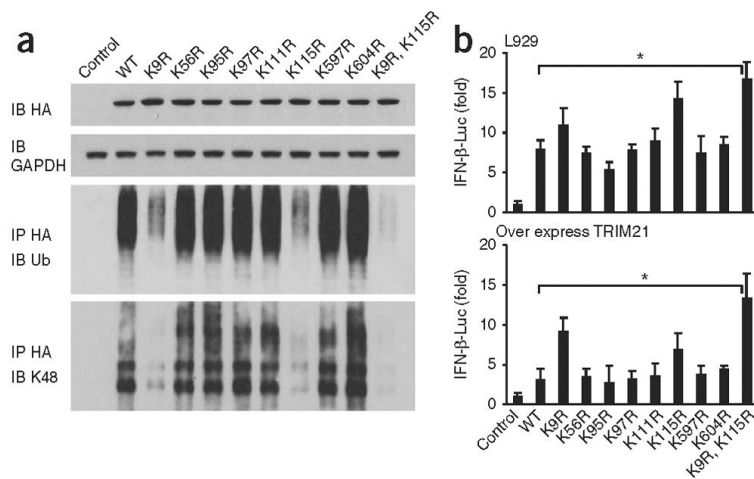 a
Control
WT
K9R
K56R
K95R
K97R
K111R
K115R
K597R
K604R
K9R, K115R
IB HA
IB
GAPDH
IP HA
IB Ub
IP HA
IB K48
b
L929
*
IFN-β-Luc (fold)
20
15
10
5
0
Over express TRIM21
*
IFN-β-Luc (fold)
15
10
5
0
Control
WT
K9R
K56R
K95R
K97R
K111R
K115R
K597R
K604R
K9R, K115R